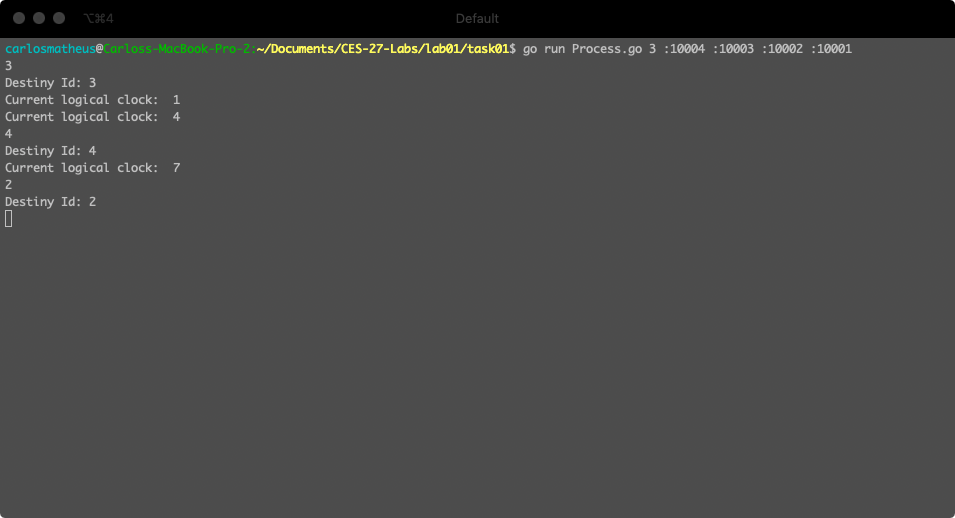 ⌥⌘4
Default
carlosmatheus@Carloss-MacBook-Pro-2:~/Documents/CES-27-Labs/lab01/task01$ go run Process.go 3 :10004 :10003 :10002 :10001
3
Destiny Id: 3
Current logical clock:  1
Current logical clock:  4
4
Destiny Id: 4
Current logical clock:  7
2
Destiny Id: 2